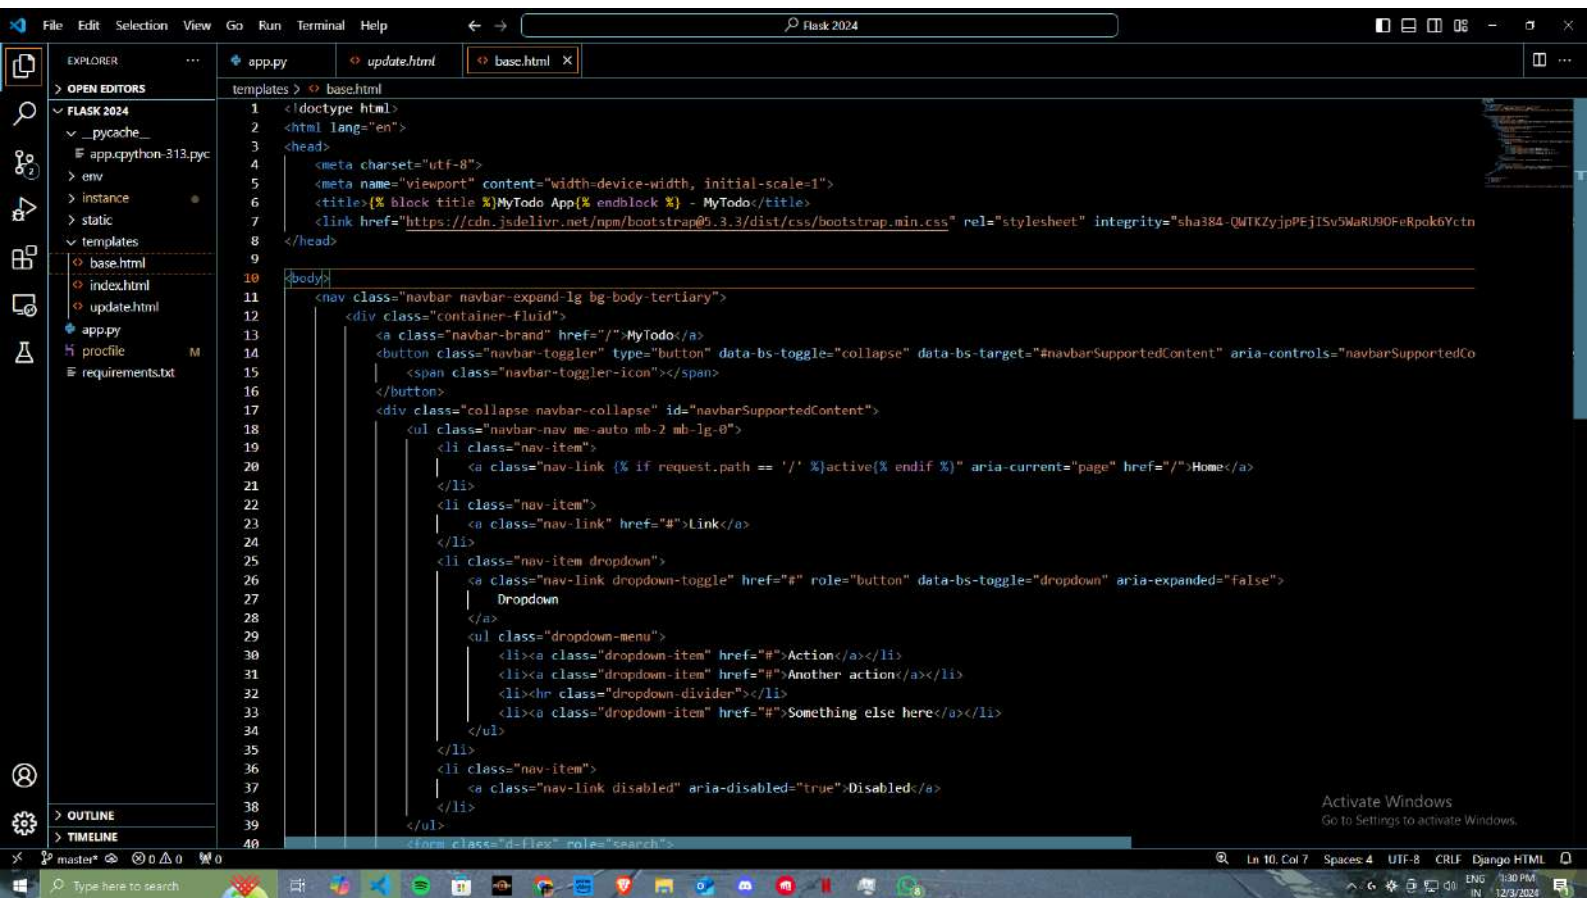 File Edit Selection View Go Run Terminal Help
Flask 2024
EXPLORER
app.py
update.html
base.html
OPEN EDITORS
FLASK 2024
__pycache__
app.cpython-313.pyc
env
instance
static
templates
base.html
index.html
update.html
app.py
procfile M
requirements.txt
OUTLINE
TIMELINE
templates > base.html
1 <!doctype html>
2 <html lang="en">
3 <head>
4 <meta charset="utf-8">
5 <meta name="viewport" content="width=device-width, initial-scale=1">
6 <title>{% block title %}MyTodo App{% endblock %} - MyTodo</title>
7 <link href="https://cdn.jsdelivr.net/npm/bootstrap@5.3.3/dist/css/bootstrap.min.css" rel="stylesheet" integrity="sha384-QWTKZyjpPEjISv5WaRU9OFeRpok6Yctn
8 </head>
9
10 <body>
11 <nav class="navbar navbar-expand-lg bg-body-tertiary">
12 <div class="container-fluid">
13 <a class="navbar-brand" href="/">MyTodo</a>
14 <button class="navbar-toggler" type="button" data-bs-toggle="collapse" data-bs-target="#navbarSupportedContent" aria-controls="navbarSupportedCo
15 <span class="navbar-toggler-icon"></span>
16 </button>
17 <div class="collapse navbar-collapse" id="navbarSupportedContent">
18 <ul class="navbar-nav me-auto mb-2 mb-lg-0">
19 <li class="nav-item">
20 <a class="nav-link {% if request.path == '/' %}active{% endif %}" aria-current="page" href="/">Home</a>
21 </li>
22 <li class="nav-item">
23 <a class="nav-link" href="#">Link</a>
24 </li>
25 <li class="nav-item dropdown">
26 <a class="nav-link dropdown-toggle" href="#" role="button" data-bs-toggle="dropdown" aria-expanded="false">
27 Dropdown
28 </a>
29 <ul class="dropdown-menu">
30 <li><a class="dropdown-item" href="#">Action</a></li>
31 <li><a class="dropdown-item" href="#">Another action</a></li>
32 <li><hr class="dropdown-divider"></li>
33 <li><a class="dropdown-item" href="#">Something else here</a></li>
34 </ul>
35 </li>
36 <li class="nav-item">
37 <a class="nav-link disabled" aria-disabled="true">Disabled</a>
38 </li>
39 </ul>
40 <form class="d-flex" role="search">
Activate Windows
Go to Settings to activate Windows.
master* 0 0 0
Ln 10, Col 7 Spaces: 4 UTF-8 CRLF Django HTML
Type here to search
ENG 1:30 PM
IN 12/3/2024